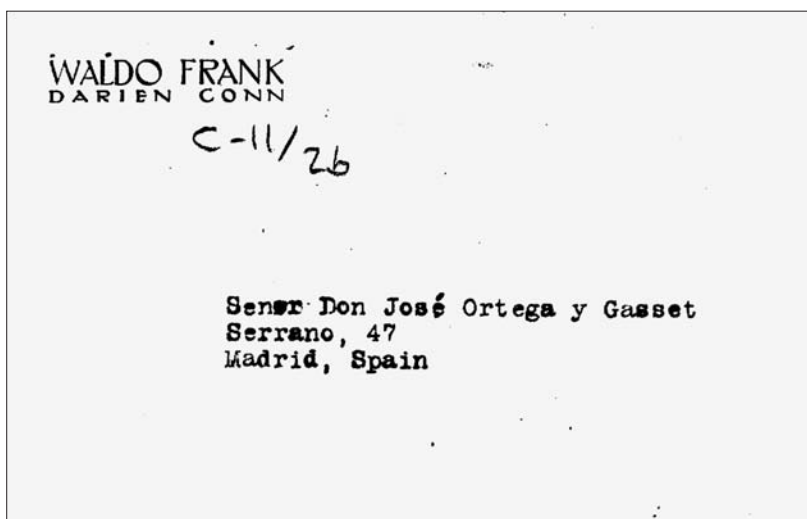 WALDO FRANK
DARIEN CONN
C-11/26
Senor Don José Ortega y Gasset
Serrano, 47
Madrid, Spain